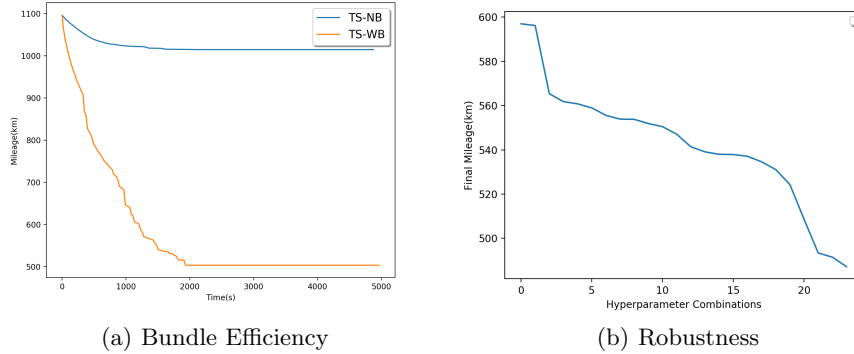 TS-NB
TS-WB
1100
1000
900
800
700
600
500
Mileage(km)
0 1000 2000 3000 4000 5000
Time(s)
(a) Bundle Efficiency
600
580
560
540
520
500
Final Mileage(km)
0 5 10 15 20
Hyperparameter Combinations
(b) Robustness